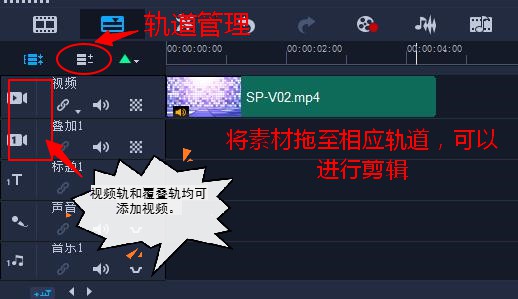 轨道管理
00:00:00:00
00:00:02:00
00:00:04:00
视频
SP-V02.mp4
叠加1
1
将素材拖至相应轨道，可以
进行剪辑
标题1
1T
视频轨和覆叠轨均可
添加视频。
声音
音乐1